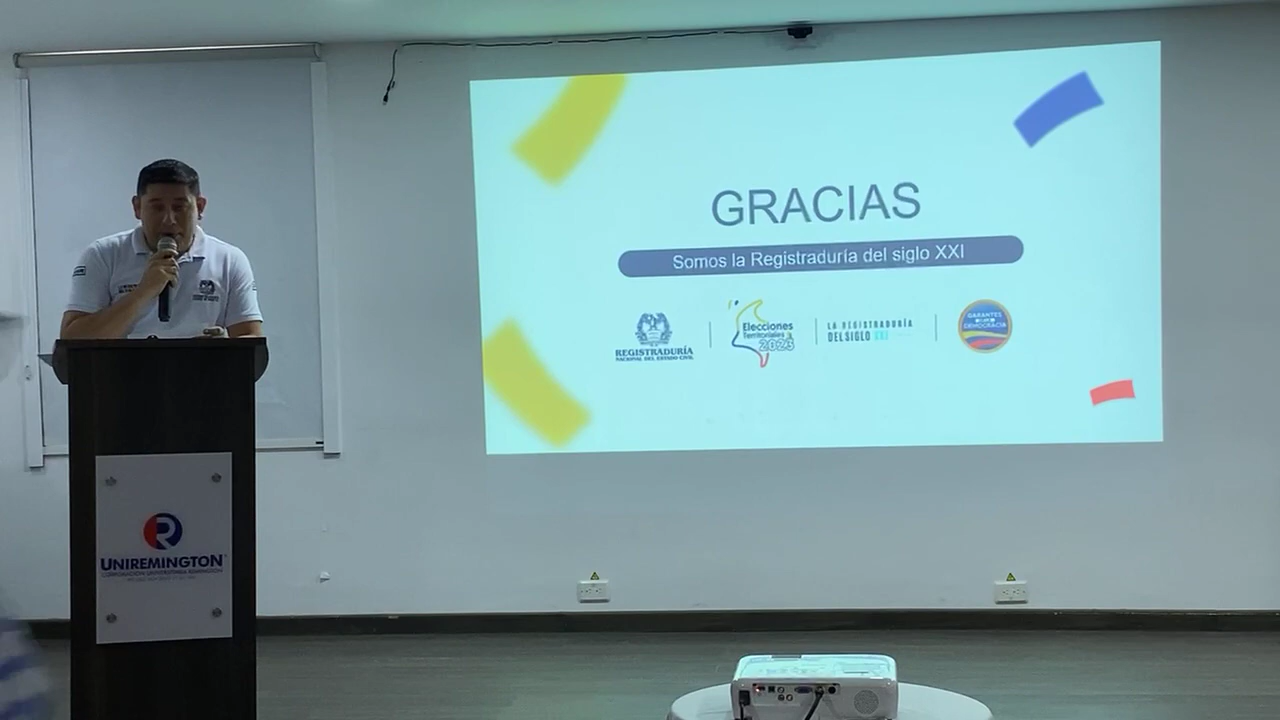 GRACIAS
Somos la Registraduría del siglo XXI
REGISTRADURÍA
NACIONAL DEL ESTADO CIVIL
Elecciones
Territoriales
2023
LA REGISTRADURÍA
DEL SIGLO XXI
GARANTES
DEMOCRACIA
UNIREMINGTON
CORPORACIÓN UNIVERSITARIA REMINGTON